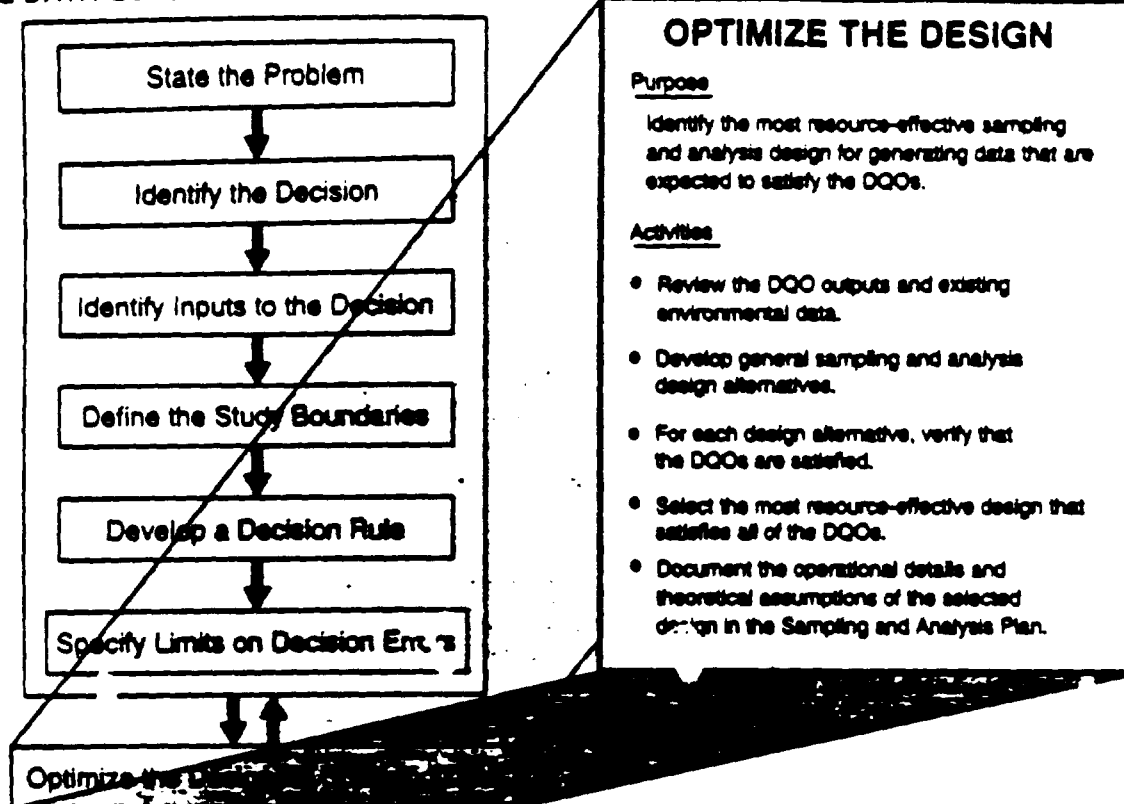 State the Problem
Identify the Decision
Identify Inputs to the Decision
Define the Study Boundaries
Develop a Decision Rule
Specify Limits on Decision
Optimize the
OPTIMIZE THE DESIGN
Purpose
Identify the most resource-effective sampling
and analysis design for generating data that are
expected to satisfy the DQOs.
Activities
• Review the DQO outputs and existing
environmental data.
• Develop general sampling and analysis
design alternatives.
• For each design alternative, verify that
the DQOs are satisfied.
• Select the most resource-effective design that
satisfies all of the DQOs.
• Document the operational details and
theoretical assumptions of the selected
in the Sampling and Analysis Plan.